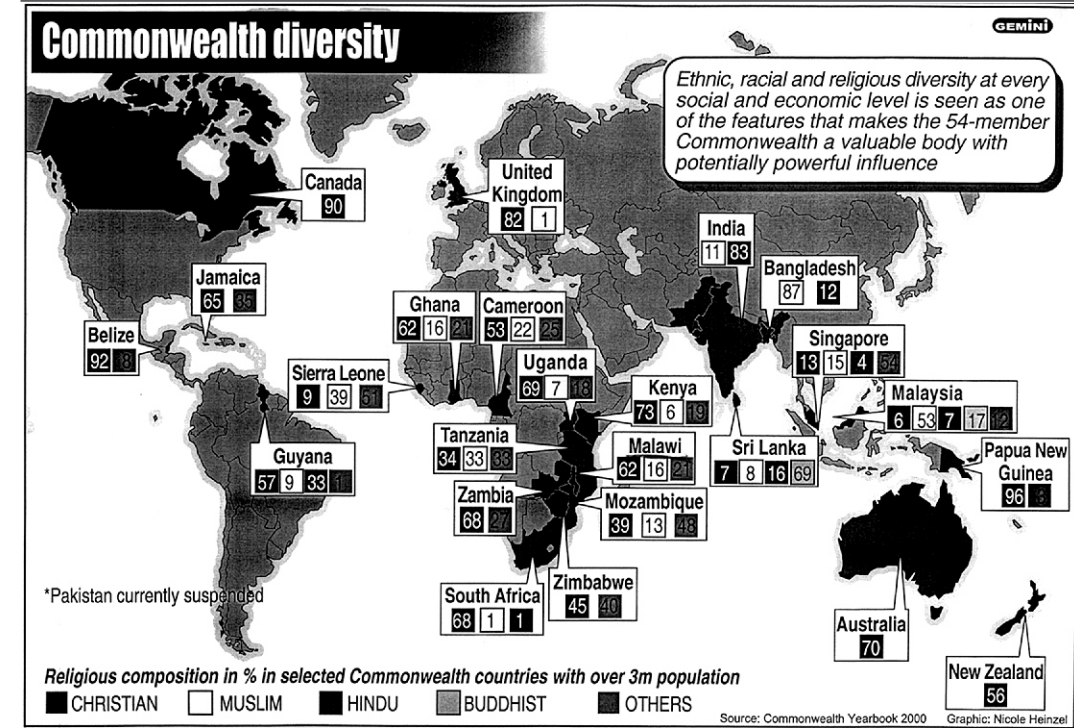 Commonwealth diversity
GEMINI
Ethnic, racial and religious diversity at every
social and economic level is seen as one
of the features that makes the 54-member
Commonwealth a valuable body with
potentially powerful influence
Canada
90
United
Kingdom
82 1
India
11 83
Bangladesh
87 12
Jamaica
65 35
Belize
92 8
Ghana
62 16 21
Cameroon
53 22 25
Uganda
69 7 18
Singapore
13 15 4 54
Sierra Leone
9 39 51
Kenya
73 6 19
Malaysia
6 53 7 17 12
Tanzania
34 33 33
Malawi
62 16 21
Sri Lanka
7 8 16 69
Papua New
Guinea
96 3
Guyana
57 9 33 1
Zambia
68 27
Mozambique
39 13 48
South Africa
68 1 1
Zimbabwe
45 40
Australia
70
New Zealand
56
*Pakistan currently suspended
Religious composition in % in selected Commonwealth countries with over 3m population
CHRISTIAN MUSLIM HINDU BUDDHIST OTHERS
Source: Commonwealth Yearbook 2000 Graphic: Nicole Heinzel